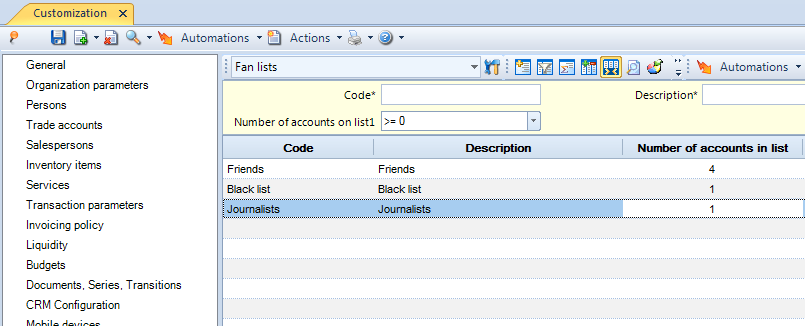 Customization
Automations Actions
General
Organization parameters
Persons
Trade accounts
Salespersons
Inventory items
Services
Transaction parameters
Invoicing policy
Liquidity
Budgets
Documents, Series, Transitions
CRM Configuration
Mobile devices
Fan lists
Automations
Code*
Description*
Number of accounts on list1 >= 0
Code Description Number of accounts in list
Friends Friends 4
Black list Black list 1
Journalists Journalists 1